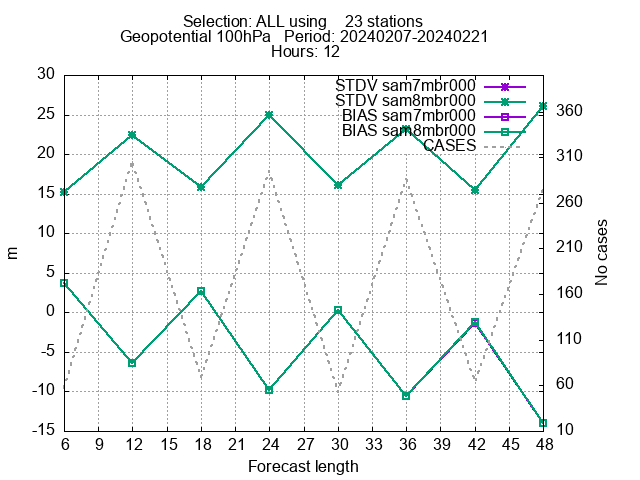 Selection: ALL using 23 stations
Geopotential 100hPa Period: 20240207-20240221
Hours: 12
STDV sam7mbr000
STDV sam8mbr000
BIAS sam7mbr000
BIAS sam8mbr000
CASES
30
25
20
15
10
5
0
-5
-10
-15
m
360
310
260
210
160
110
60
10
No cases
6 9 12 15 18 21 24 27 30 33 36 39 42 45 48
Forecast length